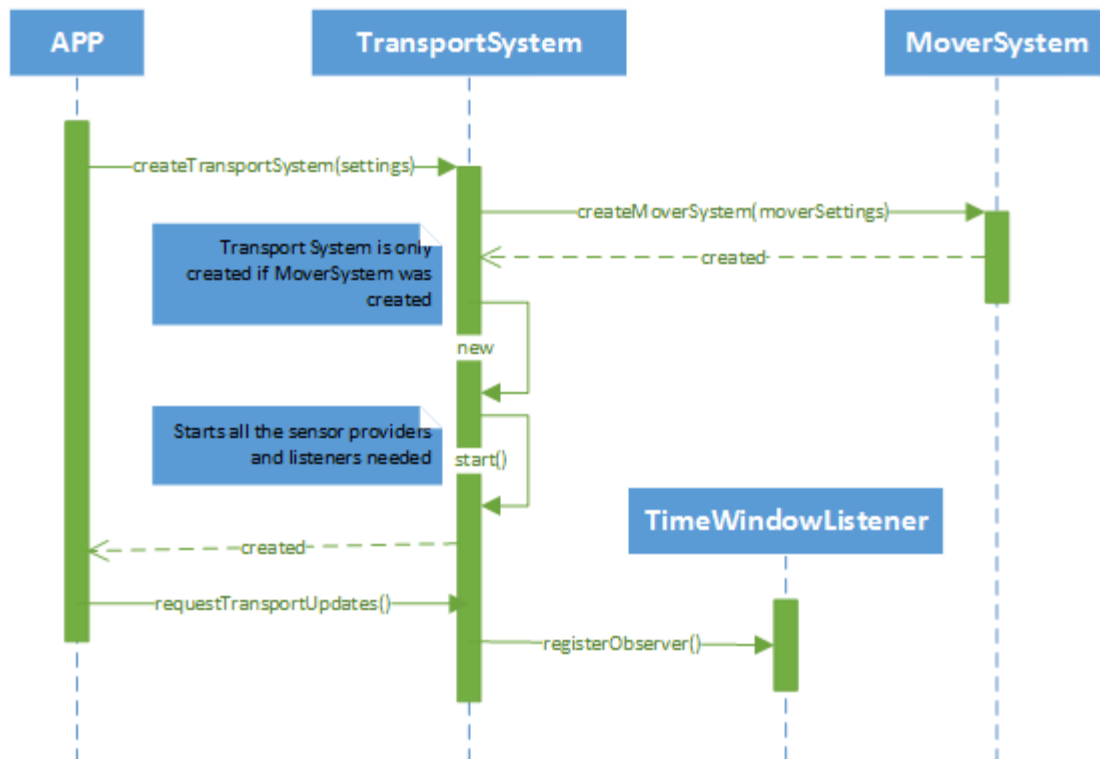 APP
TransportSystem
MoverSystem
createTransportSystem(settings)
createMoverSystem(moverSettings)
Transport System is only
created if MoverSystem was
created
created
new
Starts all the sensor providers
and listeners needed
start()
TimeWindowListener
created
requestTransportUpdates()
registerObserver()